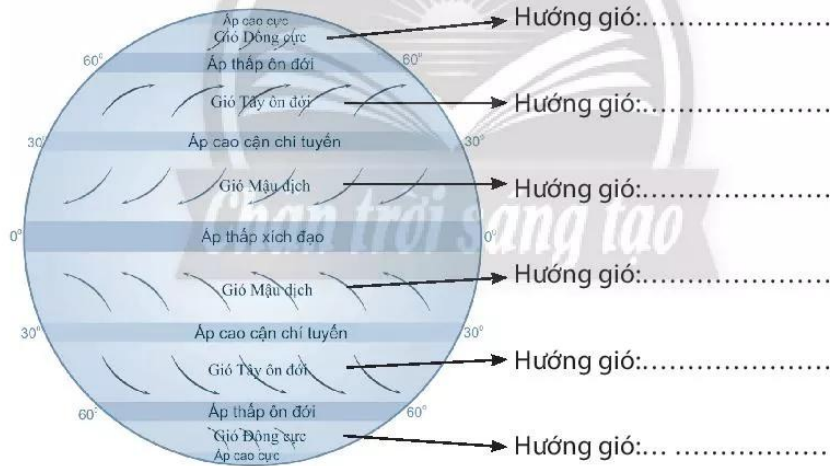 Áp cao cực
Gió Đông cực
Hướng gió:....................
60° Áp thấp ôn đới 60°
Gió Tây ôn đới
Hướng gió:....................
30° Áp cao cận chí tuyến 30°
Gió Mậu dịch
Hướng gió:....................
Chân trời sáng tạo
0° Áp thấp xích đạo 0°
Gió Mậu dịch
Hướng gió:....................
30° Áp cao cận chí tuyến 30°
Gió Tây ôn đới
Hướng gió:....................
60° Áp thấp ôn đới 60°
Gió Đông cực
Áp cao cực
Hướng gió:... .................